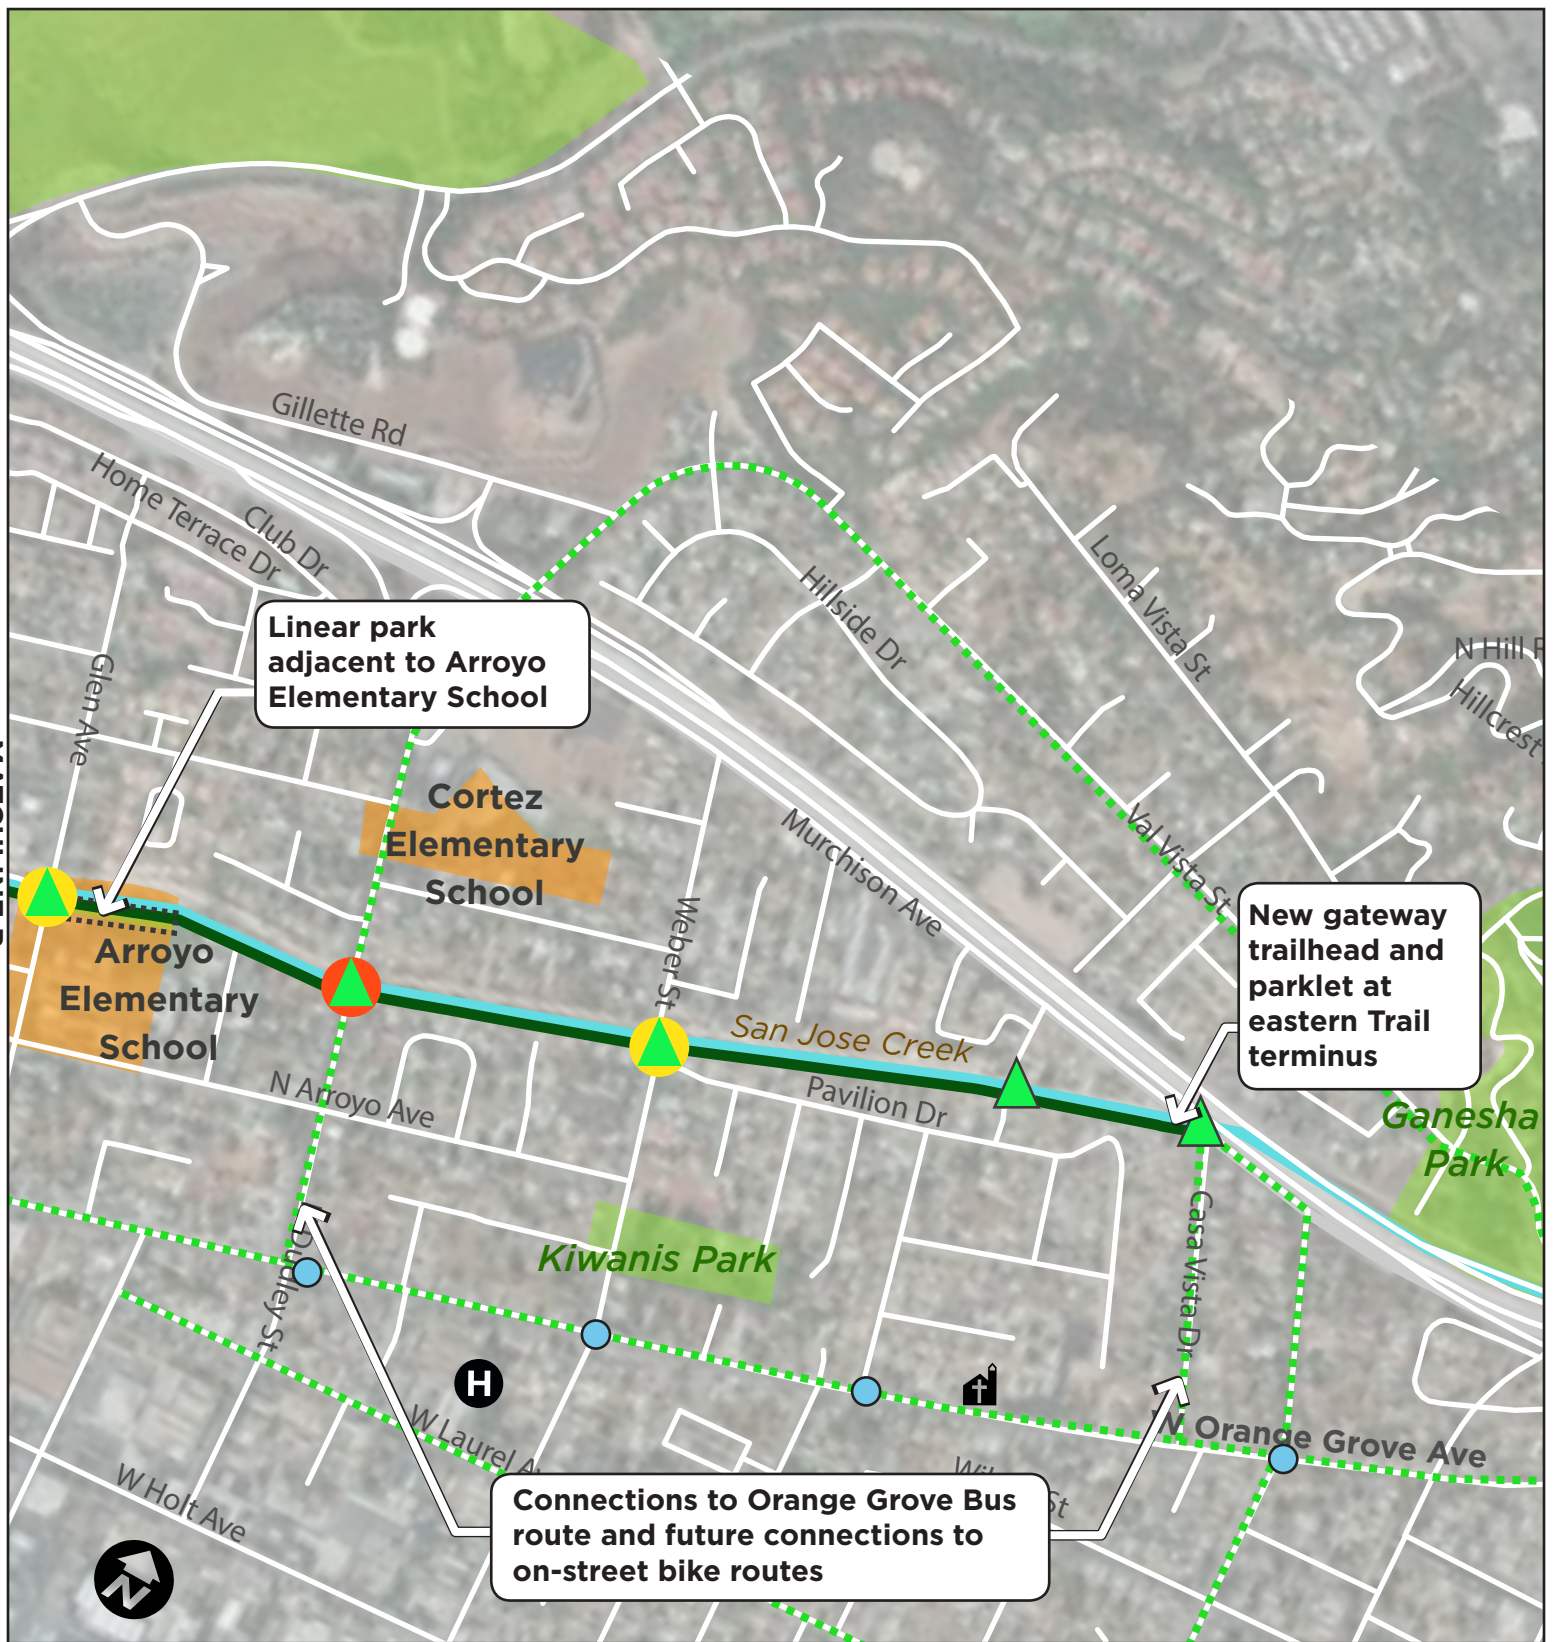 Gillette Rd
Home Terrace Dr
Club Dr
Hillside Dr
Loma Vista St
N Hill
Hillcrest
Linear park
adjacent to Arroyo
Elementary School
Glen Ave
Cortez
Elementary
School
Murchison Ave
Val Vista St
Weber St
New gateway
trailhead and
parklet at
eastern Trail
terminus
Arroyo
Elementary
School
San Jose Creek
N Arroyo Ave
Pavilion Dr
Ganesha
Park
Casa Vista Dr
Kiwanis Park
Dudley St
H
W Laurel
W Orange Grove Ave
W Holt Ave
St
Connections to Orange Grove Bus
route and future connections to
on-street bike routes
N